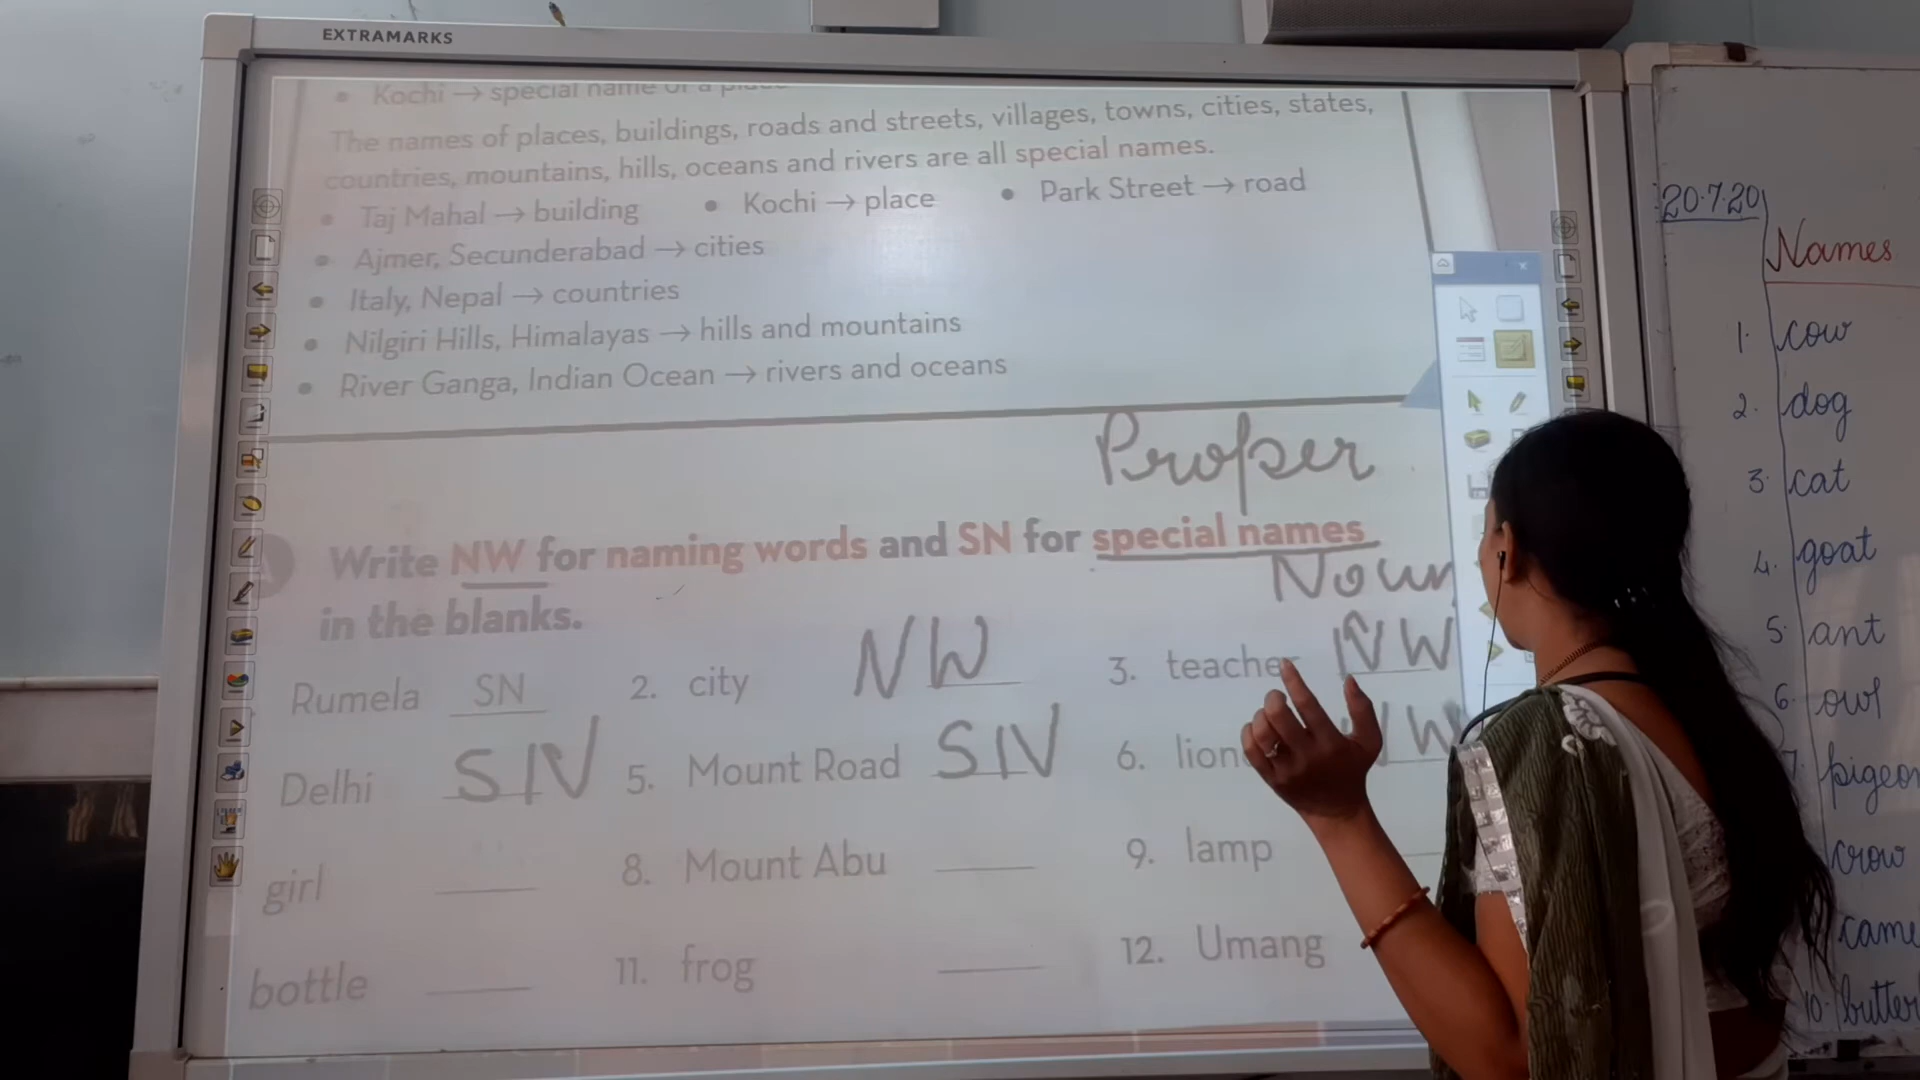 EXTRAMARKS
• Kochi → special name of a place
The names of places, buildings, roads and streets, villages, towns, cities, states,
countries, mountains, hills, oceans and rivers are all special names.
• Taj Mahal → building • Kochi → place • Park Street → road
• Ajmer, Secunderabad → cities
• Italy, Nepal → countries
• Nilgiri Hills, Himalayas → hills and mountains
• River Ganga, Indian Ocean → rivers and oceans
Proper
A Write NW for naming words and SN for special names
Noun
in the blanks.
Rumela SN 2. city NW 3. teacher NW
Delhi SN 5. Mount Road SN 6. lion NW
girl 8. Mount Abu 9. lamp
bottle 11. frog 12. Umang
20.7.20
Names
1. cow
2. dog
3. cat
4. goat
5. ant
6. owl
7. pigeon
crow
came
10. butter